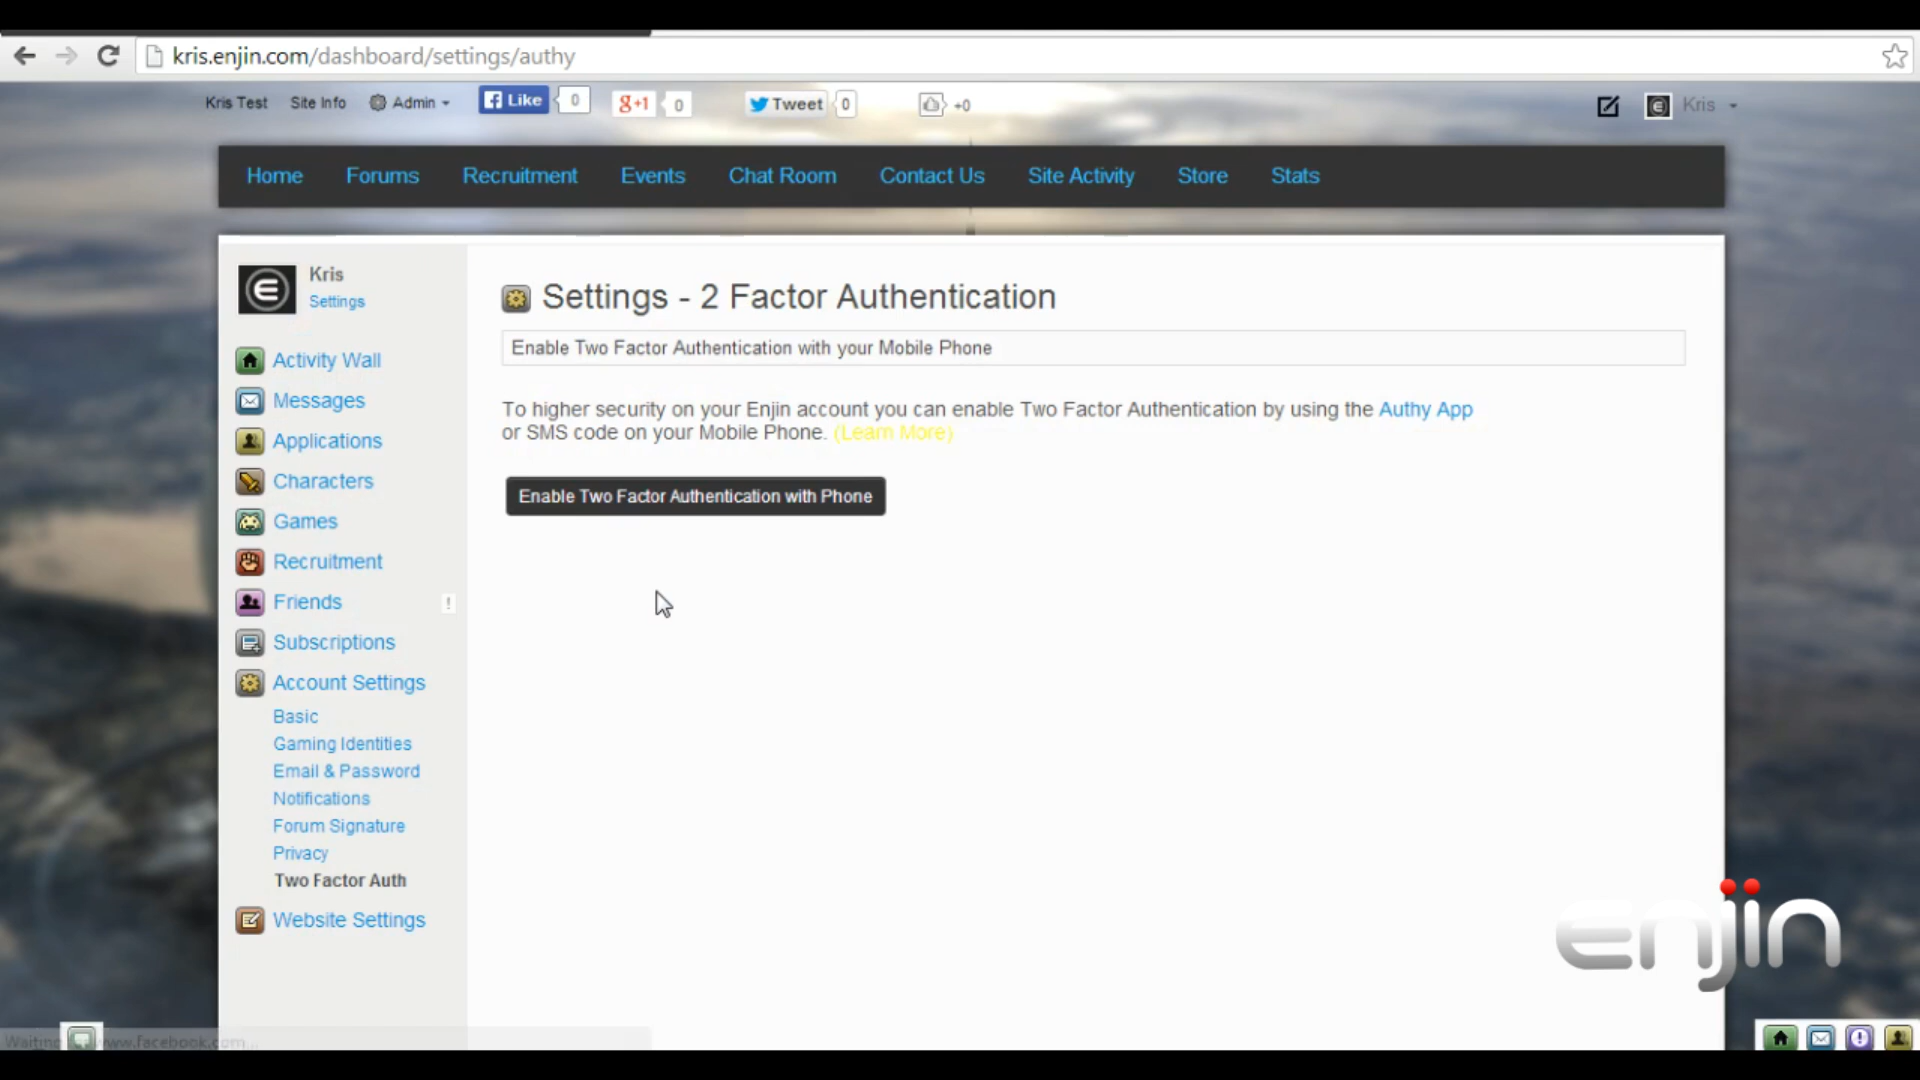 kris.enjin.com/dashboard/settings/authy
Kris Test Site Info Admin Like 0 g+1 0 Tweet 0 +0 Kris
Home Forums Recruitment Events Chat Room Contact Us Site Activity Store Stats
Kris
Settings
Activity Wall
Messages
Applications
Characters
Games
Recruitment
Friends !
Subscriptions
Account Settings
Basic
Gaming Identities
Email & Password
Notifications
Forum Signature
Privacy
Two Factor Auth
Website Settings
Settings - 2 Factor Authentication
Enable Two Factor Authentication with your Mobile Phone
To higher security on your Enjin account you can enable Two Factor Authentication by using the Authy App
or SMS code on your Mobile Phone. (Learn More)
Enable Two Factor Authentication with Phone
enjin
Waiting www.facebook.com...